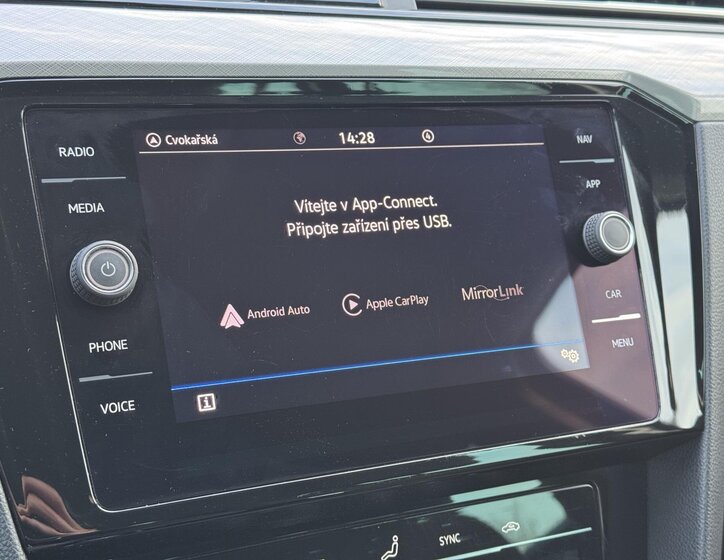 RADIO
MEDIA
PHONE
VOICE
Cvokařská
14:28
4
Vítejte v App-Connect.
Připojte zařízení přes USB.
Android Auto
Apple CarPlay
MirrorLink
i
NAV
APP
CAR
MENU
SYNC